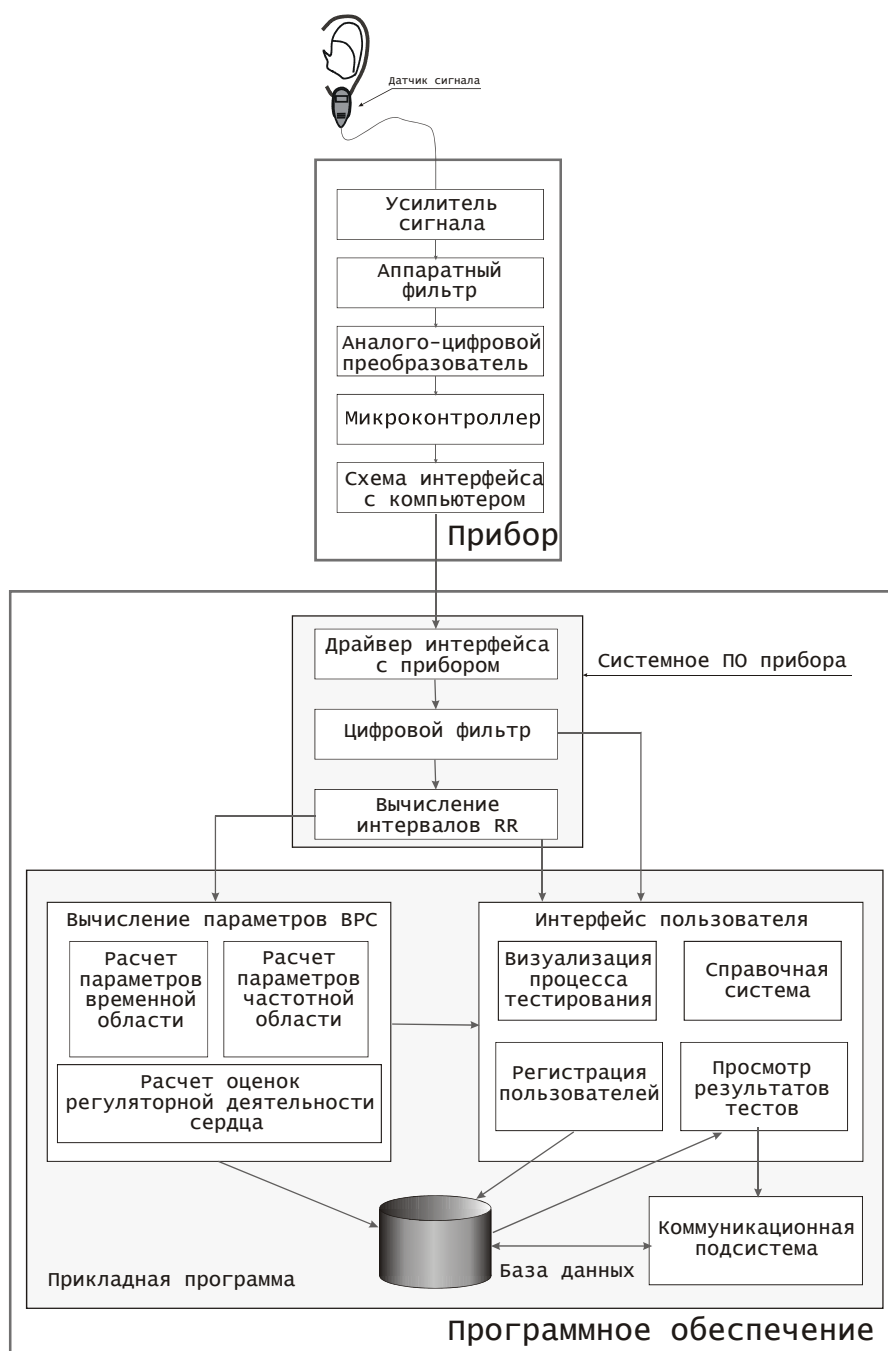 Датчик сигнала
Усилитель
сигнала
Аппаратный
фильтр
Аналого-цифровой
преобразователь
Микроконтроллер
Схема интерфейса
с компьютером
Прибор
Драйвер интерфейса
с прибором
Системное ПО прибора
Цифровой фильтр
Вычисление
интервалов RR
Вычисление параметров ВРС
Расчет
параметров
временной
области
Расчет
параметров
частотной
области
Расчет оценок
регуляторной деятельности
сердца
Интерфейс пользователя
Визуализация
процесса
тестирования
Справочная
система
Регистрация
пользователей
Просмотр
результатов
тестов
Коммуникационная
подсистема
База данных
Прикладная программа
Программное обеспечение